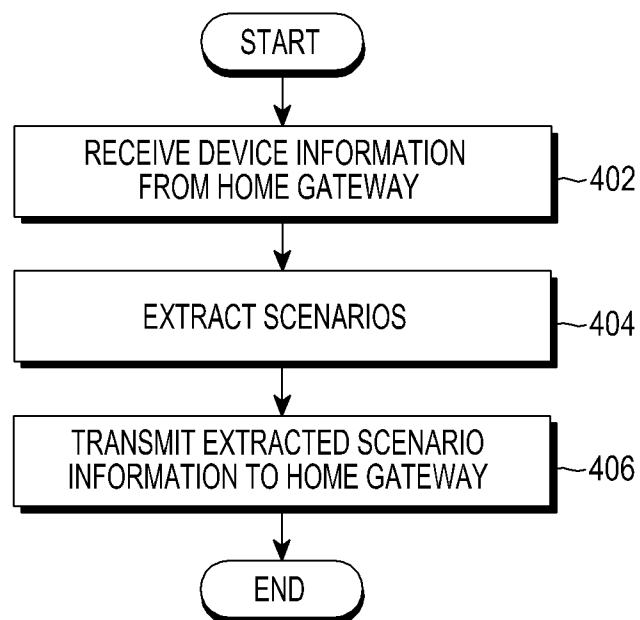 START
RECEIVE DEVICE INFORMATION
FROM HOME GATEWAY
402
EXTRACT SCENARIOS
404
TRANSMIT EXTRACTED SCENARIO
INFORMATION TO HOME GATEWAY
406
END